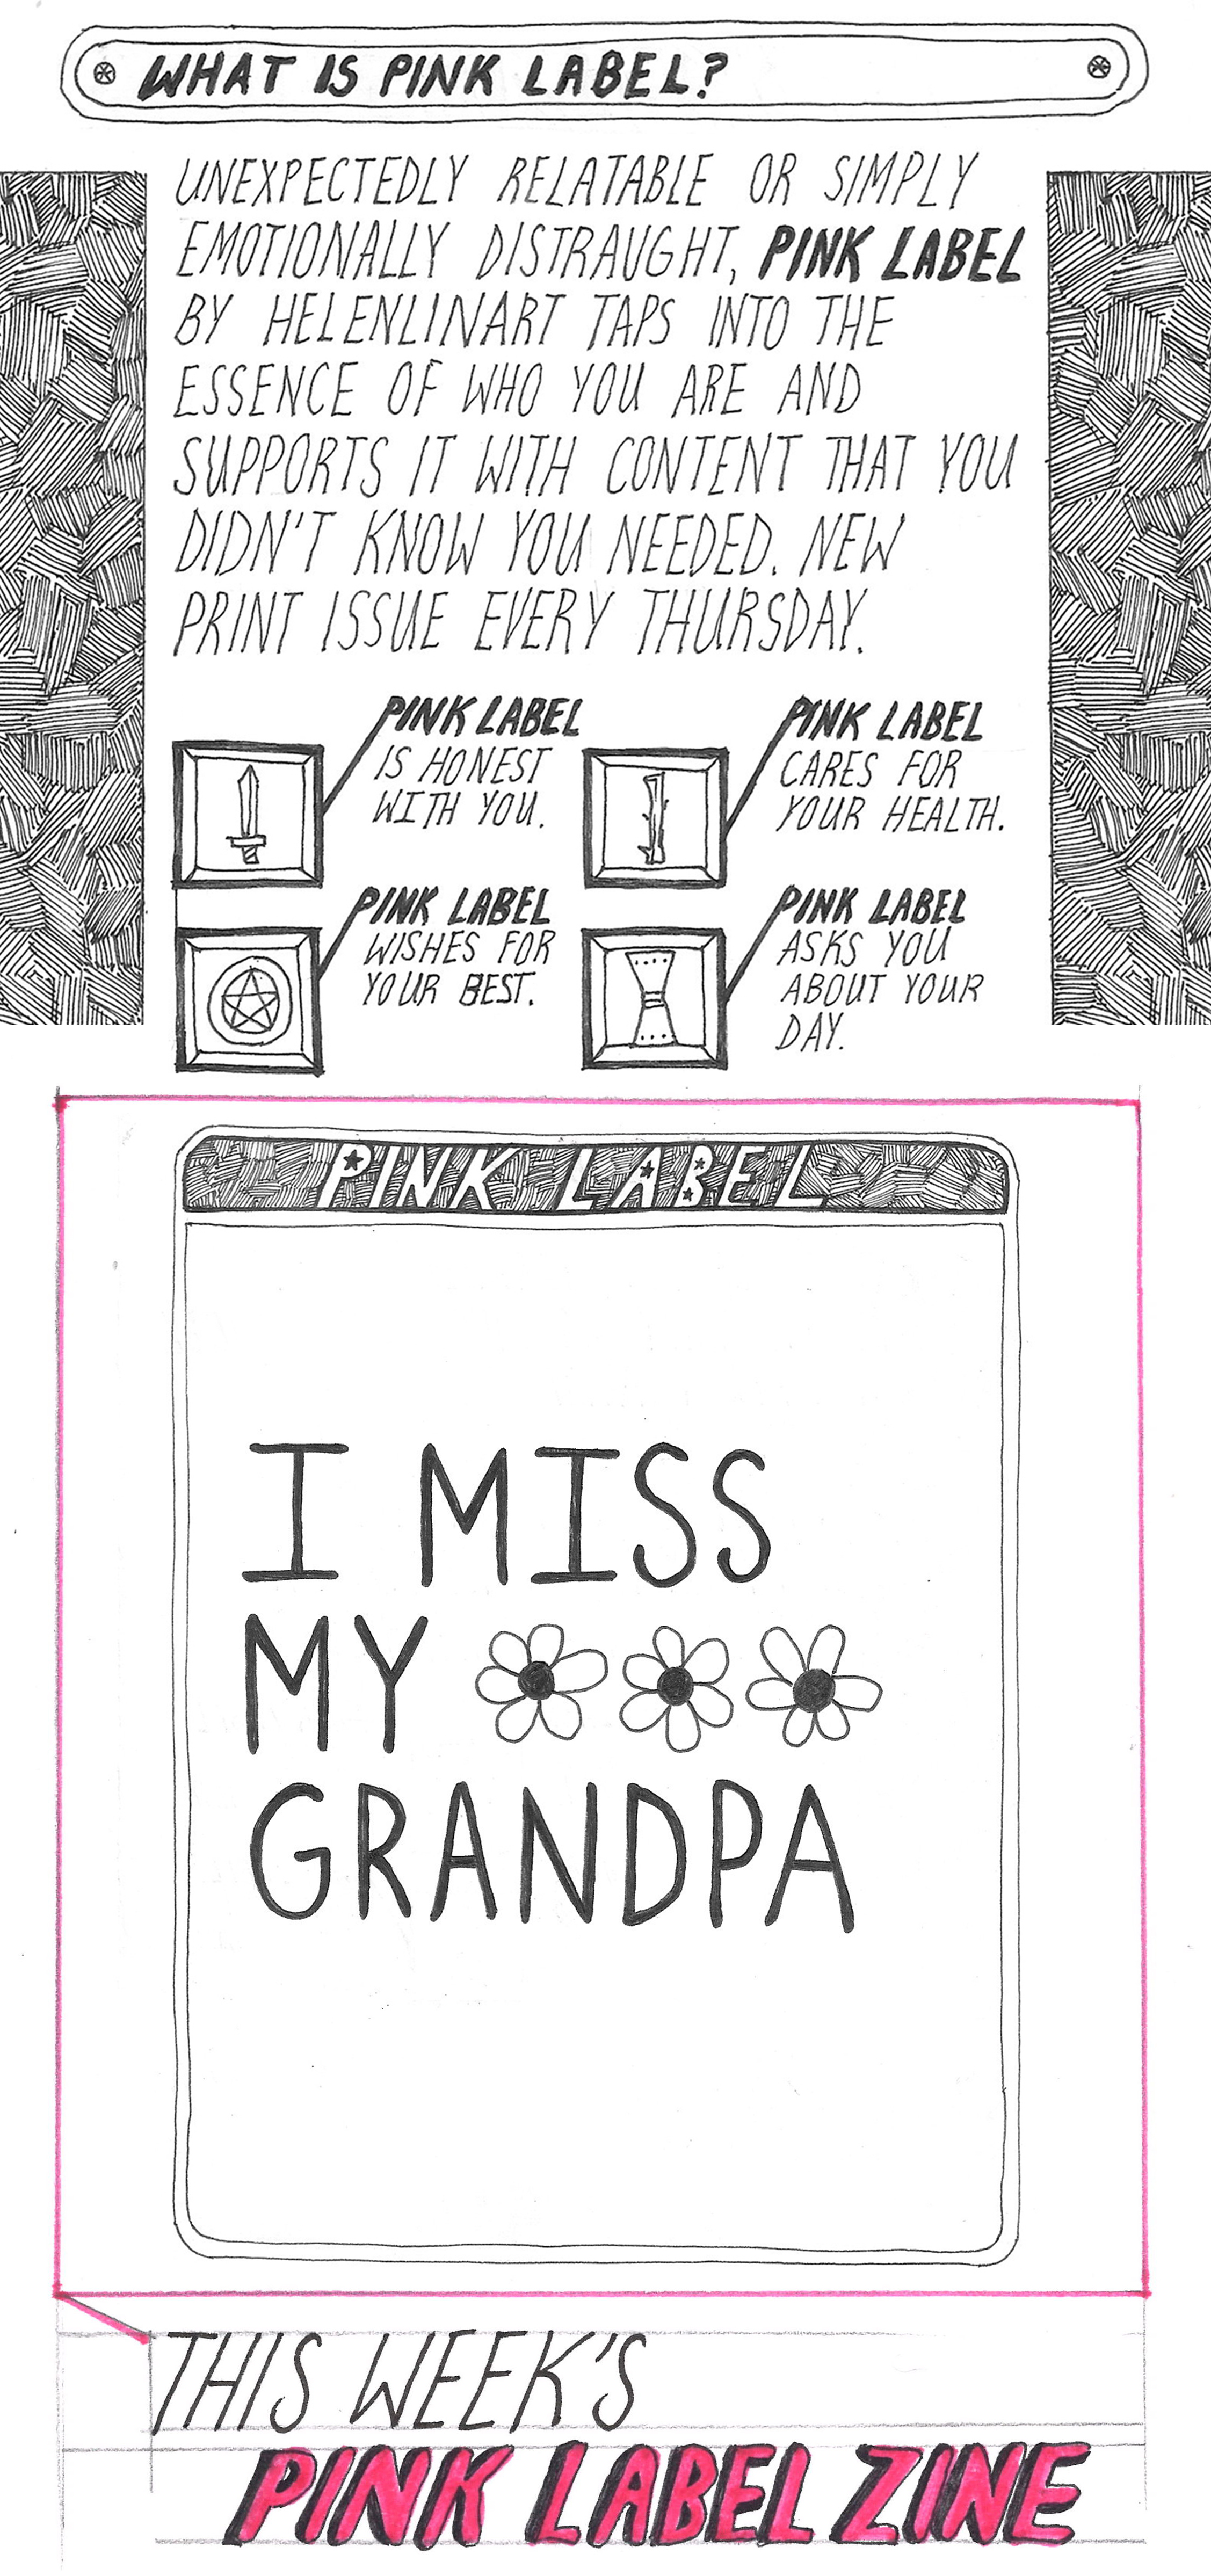 WHAT IS PINK LABEL?
UNEXPECTEDLY RELATABLE OR SIMPLY
EMOTIONALLY DISTRAUGHT, PINK LABEL
BY HELENLINART TAPS INTO THE
ESSENCE OF WHO YOU ARE AND
SUPPORTS IT WITH CONTENT THAT YOU
DIDN'T KNOW YOU NEEDED. NEW
PRINT ISSUE EVERY THURSDAY.
PINK LABEL
IS HONEST
WITH YOU.
PINK LABEL
CARES FOR
YOUR HEALTH.
PINK LABEL
WISHES FOR
YOUR BEST.
PINK LABEL
ASKS YOU
ABOUT YOUR
DAY.
PINK LABEL
I MISS
MY
GRANDPA
THIS WEEK'S
PINK LABEL ZINE